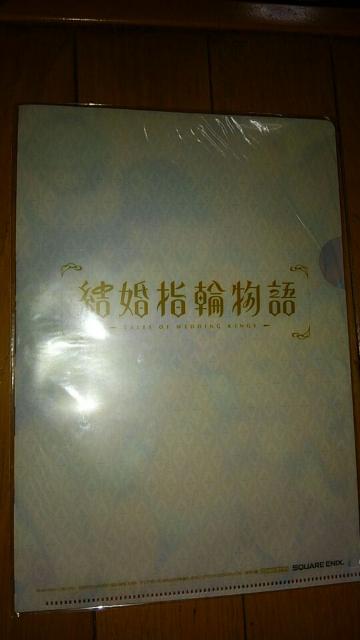 結婚指輪物語
TALES OF WEDDING RINGS
SQUARE ENIX.